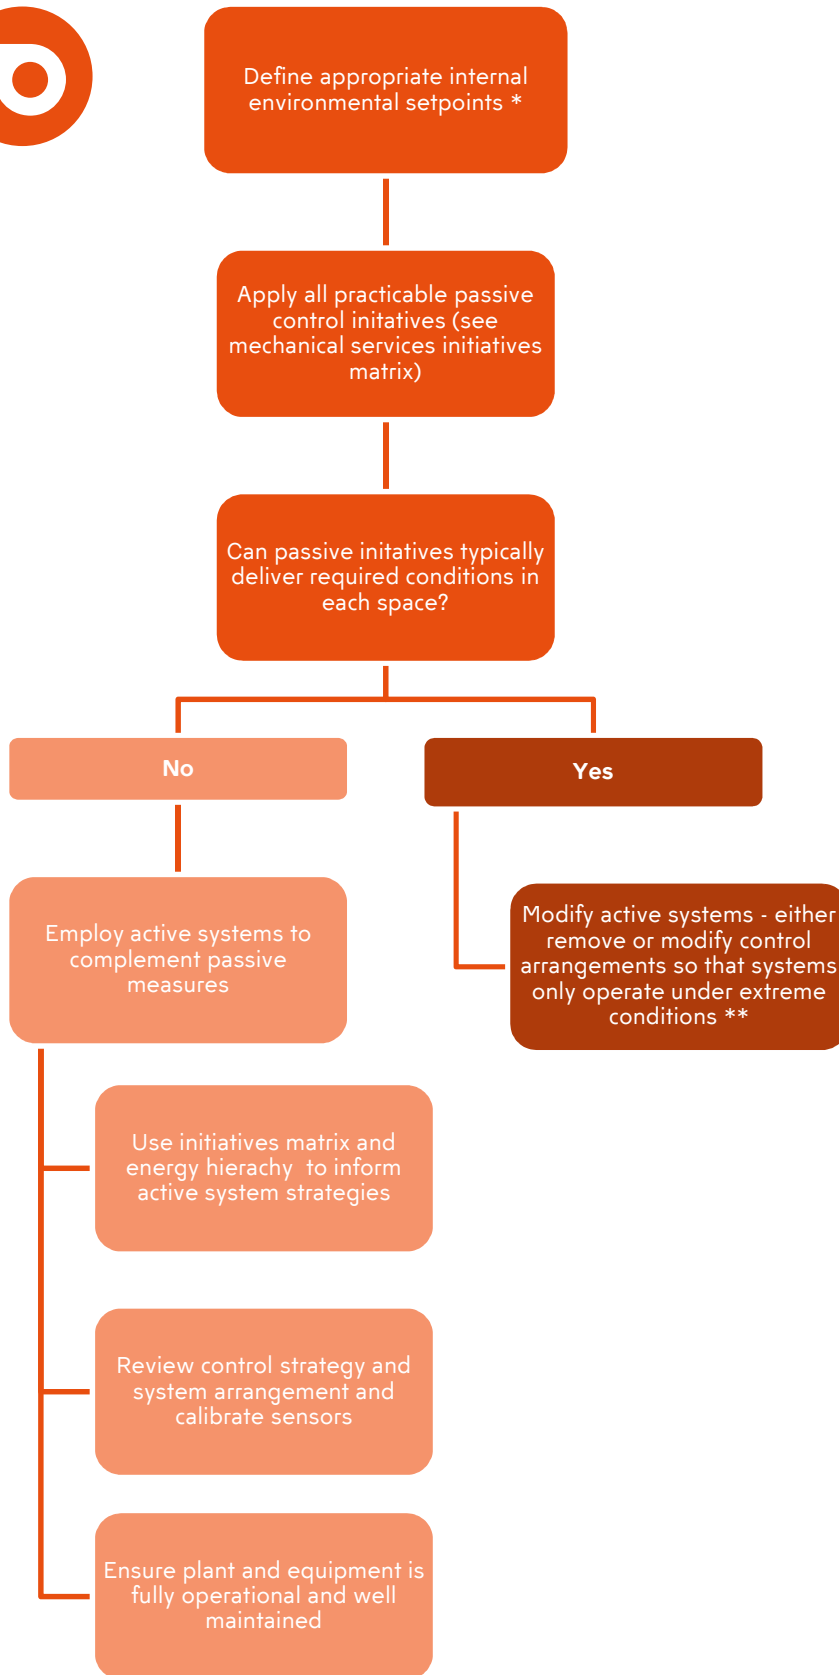 Define appropriate internal
environmental setpoints *
Apply all practicable passive
control initatives (see
mechanical services initiatives
matrix)
Can passive initatives typically
deliver required conditions in
each space?
No
Yes
Employ active systems to
complement passive
measures
Modify active systems - either
remove or modify control
arrangements so that systems
only operate under extreme
conditions **
Use initiatives matrix and
energy hierachy  to inform
active system strategies
Review control strategy and
system arrangement and
calibrate sensors
Ensure plant and equipment is
fully operational and well
maintained